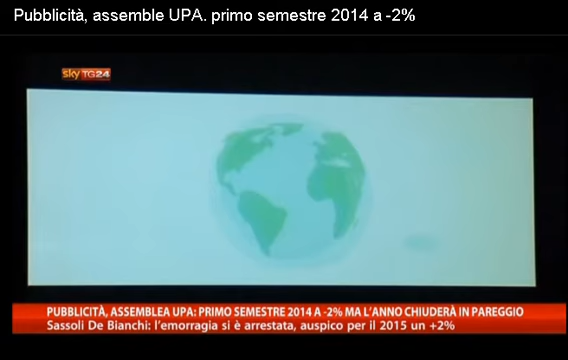 Pubblicità, assemble UPA. primo semestre 2014 a -2%
sky TG24
PUBBLICITÀ, ASSEMBLEA UPA: PRIMO SEMESTRE 2014 A -2% MA L'ANNO CHIUDERÀ IN PAREGGIO
Sassoli De Bianchi: l'emorragia si è arrestata, auspico per il 2015 un +2%